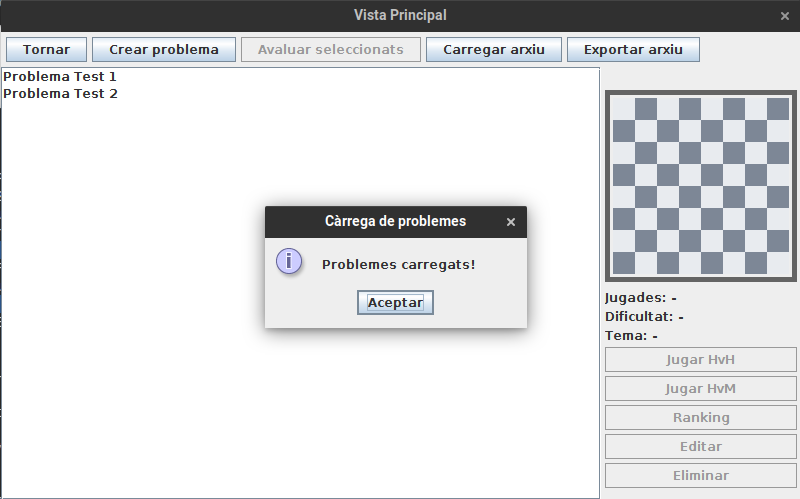 Vista Principal
Tornar Crear problema Avaluar seleccionats Carregar arxiu Exportar arxiu
Problema Test 1
Problema Test 2
Càrrega de problemes
Problemes carregats!
Aceptar
Jugades: -
Dificultat: -
Tema: -
Jugar HvH
Jugar HvM
Ranking
Editar
Eliminar